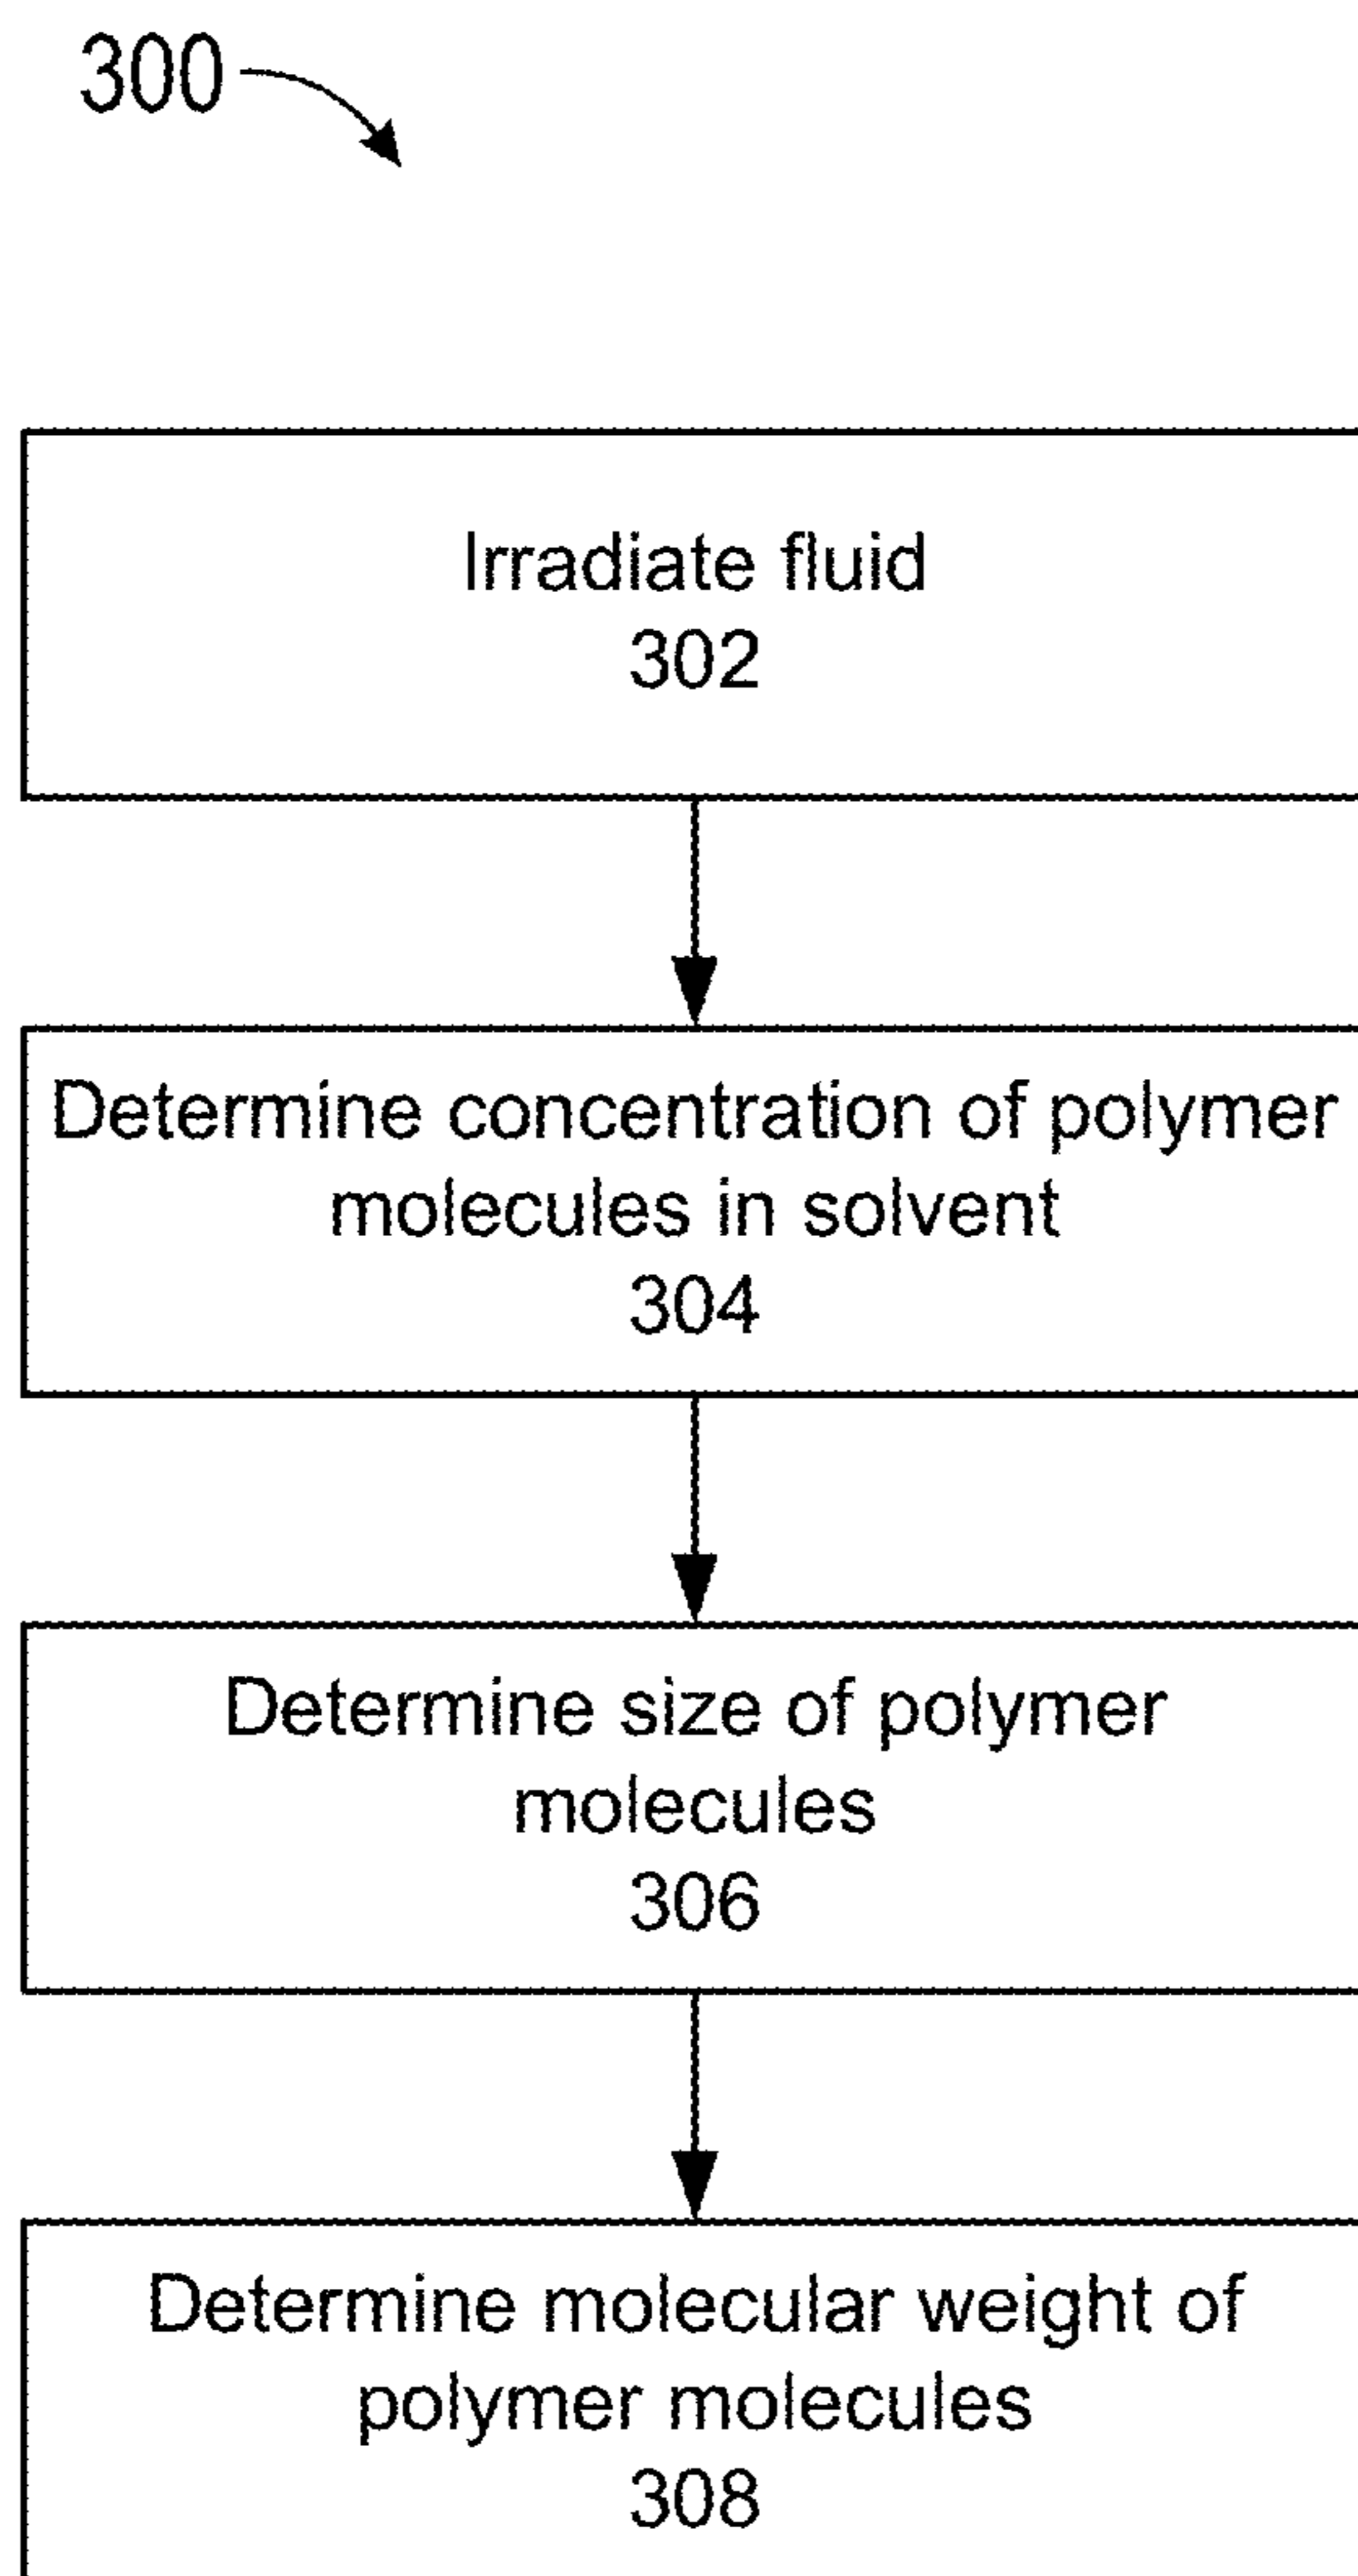 300
Irradiate fluid
302
Determine concentration of polymer
molecules in solvent
304
Determine size of polymer
molecules
306
Determine molecular weight of
polymer molecules
308